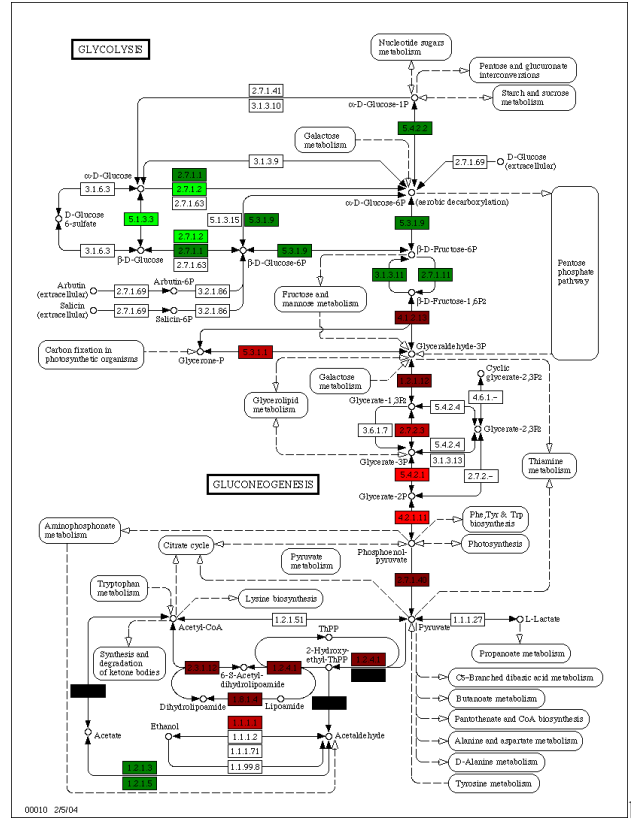 GLYCOLYSIS
Nucleotide sugars
metabolism
Pentose and glucuronate
interconversions
2.7.1.41
3.1.3.10
α-D-Glucose-1P
Starch and sucrose
metabolism
5.4.2.2
Galactose
metabolism
3.1.3.9
2.7.1.69
D-Glucose
(extracellular)
α-D-Glucose
2.7.1.1
2.7.1.2
2.7.1.63
3.1.6.3
α-D-Glucose-6P
(aerobic decarboxylation)
D-Glucose
6-sulfate
5.1.3.3
5.1.3.15
5.3.1.9
5.3.1.9
2.7.1.2
2.7.1.1
2.7.1.63
3.1.6.3
β-D-Glucose
5.3.1.9
β-D-Glucose-6P
β-D-Fructose-6P
Pentose
phosphate
pathway
3.1.3.11
2.7.1.11
Arbutin
(extracellular)
2.7.1.69
Arbutin-6P
3.2.1.86
Salicin
(extracellular)
2.7.1.69
Salicin-6P
3.2.1.86
Fructose and
mannose metabolism
β-D-Fructose-1,6P2
4.1.2.13
Carbon fixation in
photosynthetic organisms
5.3.1.1
Glycerone-P
Glyceraldehyde-3P
Galactose
metabolism
1.2.1.12
Cyclic
glycerate-2,3P2
Glycerolipid
metabolism
Glycerate-1,3P2
5.4.2.4
4.6.1.-
3.6.1.7
2.7.2.3
Glycerate-2,3P2
5.4.2.4
3.1.3.13
Glycerate-3P
5.4.2.1
2.7.2.-
Thiamine
metabolism
GLUCONEOGENESIS
Glycerate-2P
4.2.1.11
Aminophosphonate
metabolism
Phe,Tyr & Trp
biosynthesis
Citrate cycle
Photosynthesis
Pyruvate
metabolism
Phosphoenol-
pyruvate
2.7.1.40
Tryptophan
metabolism
Lysine biosynthesis
Acetyl-CoA
1.2.1.51
ThPP
Pyruvate
1.1.1.27
L-Lactate
Propanoate metabolism
Synthesis and
degradation
of ketone bodies
2.3.1.12
6-S-Acetyl-
dihydrolipoamide
1.2.4.1
2-Hydroxy-
ethyl-ThPP
1.2.4.1
1.8.1.4
Dihydrolipoamide
Lipoamide
C5-Branched dibasic acid metabolism
Butanoate metabolism
Pantothenate and CoA biosynthesis
Alanine and aspartate metabolism
D-Alanine metabolism
Tyrosine metabolism
Acetate
Ethanol
1.1.1.1
1.1.1.2
1.1.1.71
1.1.99.8
Acetaldehyde
1.2.1.3
1.2.1.5
00010 2/5/04